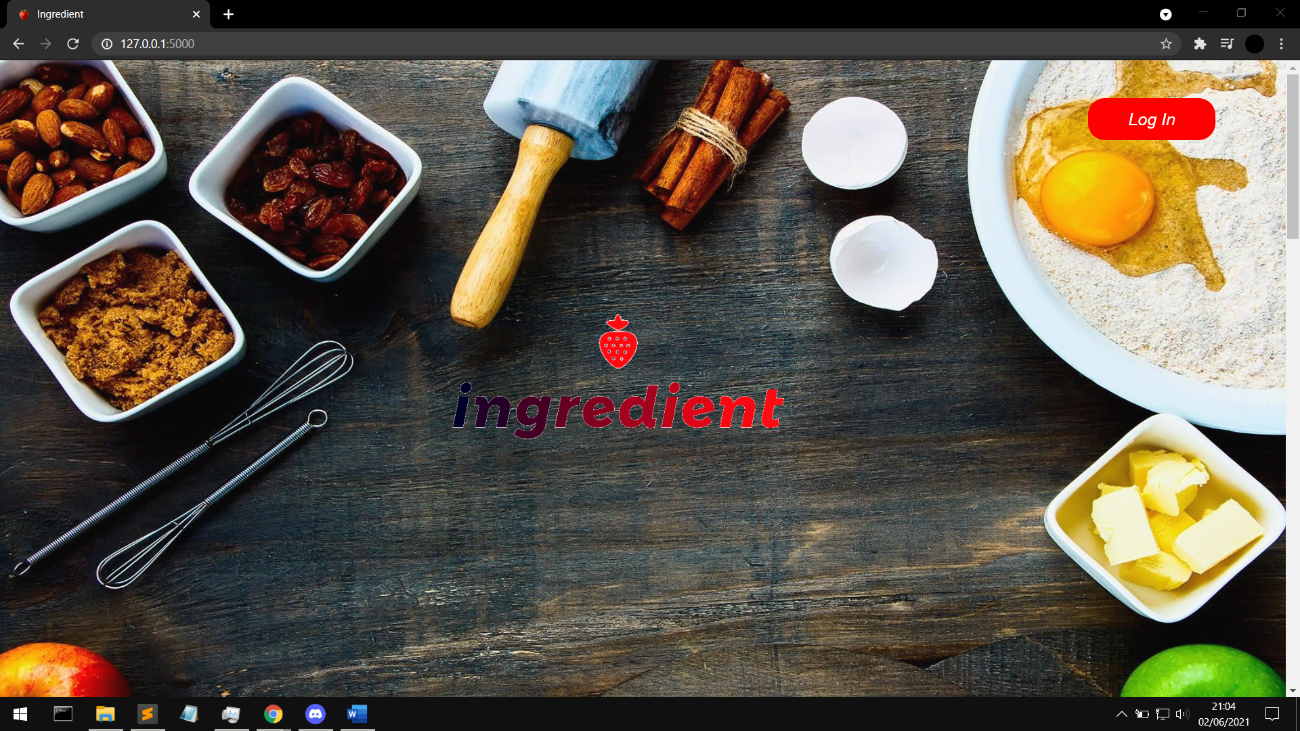 Ingredient
127.0.0.1:5000
Log In
ingredient
21:04
02/06/2021